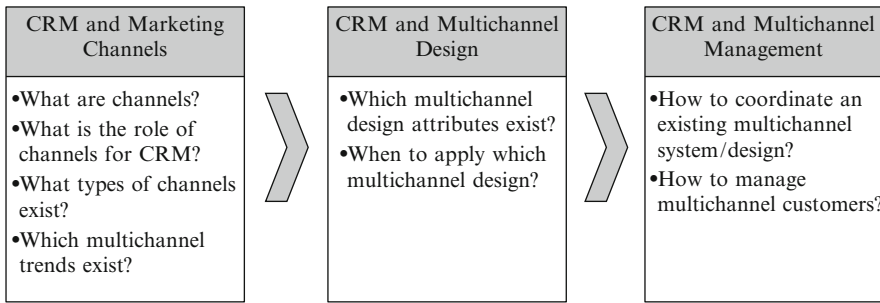 CRM and Marketing
Channels
•What are channels?
•What is the role of
channels for CRM?
•What types of channels
exist?
•Which multichannel
trends exist?
CRM and Multichannel
Design
•Which multichannel
design attributes exist?
•When to apply which
multichannel design?
CRM and Multichannel
Management
•How to coordinate an
existing multichannel
system/design?
•How to manage
multichannel customers?